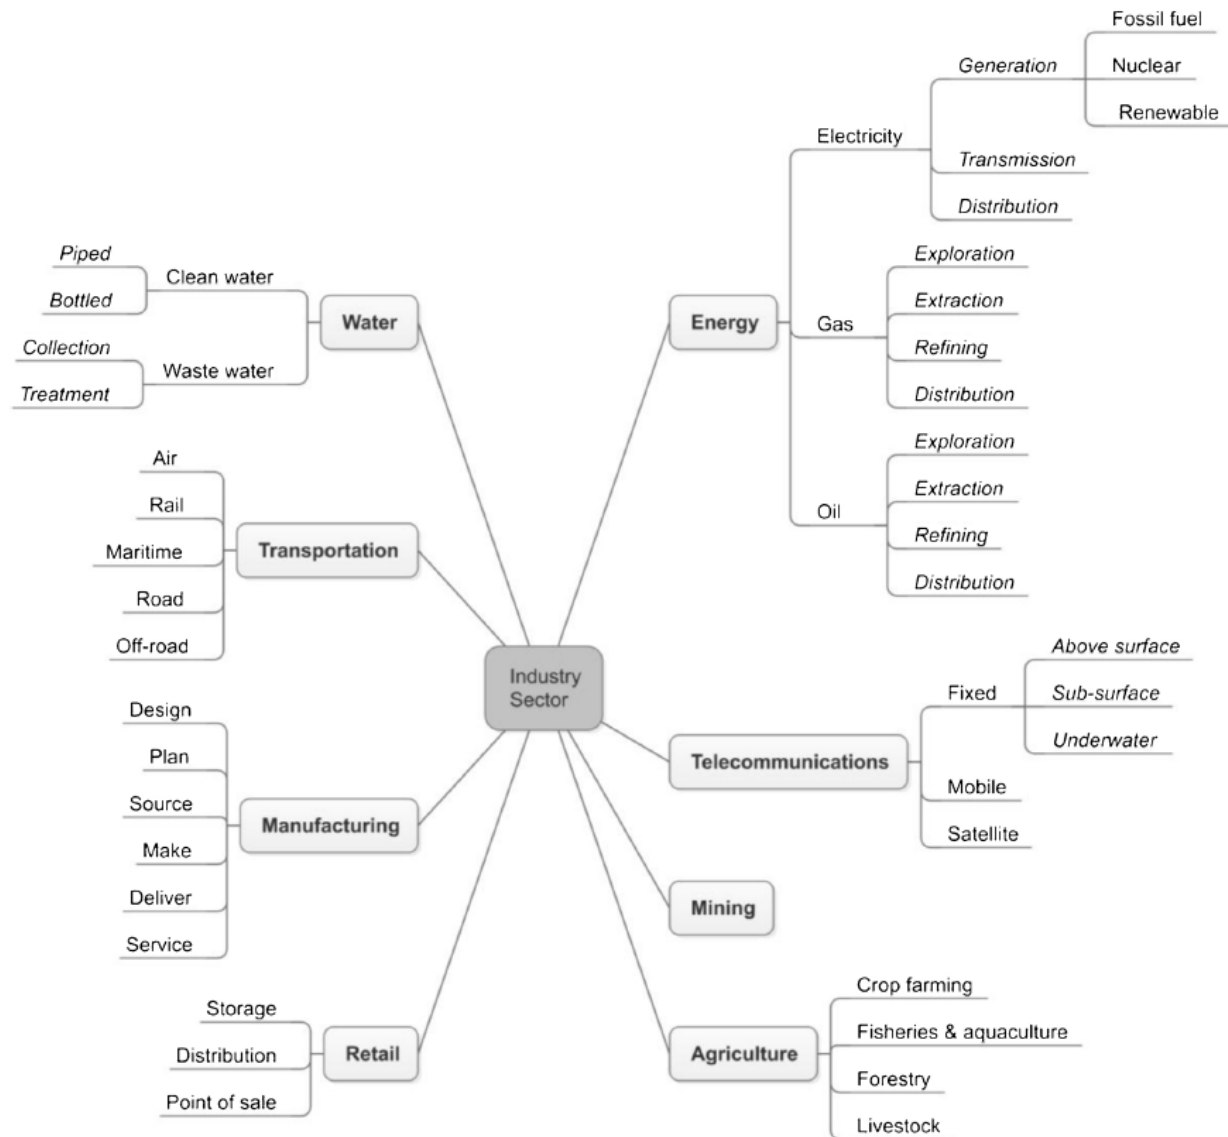 Fossil fuel
Generation
Nuclear
Renewable
Electricity
Transmission
Distribution
Piped
Clean water
Bottled
Water
Collection
Waste water
Treatment
Energy
Exploration
Extraction
Gas
Refining
Distribution
Exploration
Extraction
Oil
Refining
Distribution
Air
Rail
Maritime
Transportation
Road
Off-road
Industry
Sector
Above surface
Fixed
Sub-surface
Underwater
Telecommunications
Mobile
Satellite
Design
Plan
Source
Manufacturing
Make
Deliver
Service
Mining
Storage
Distribution
Retail
Point of sale
Crop farming
Fisheries & aquaculture
Agriculture
Forestry
Livestock